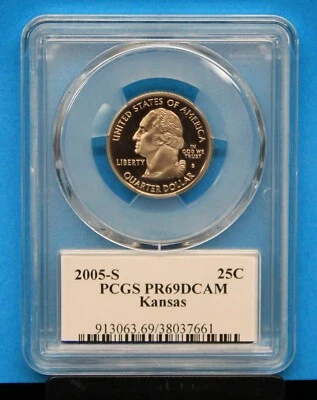 UNITED STATES OF AMERICA
LIBERTY
IN
GOD WE
TRUST
S
QUARTER DOLLAR
2005-S 25C
PCGS PR69DCAM
Kansas
913063.69/38037661